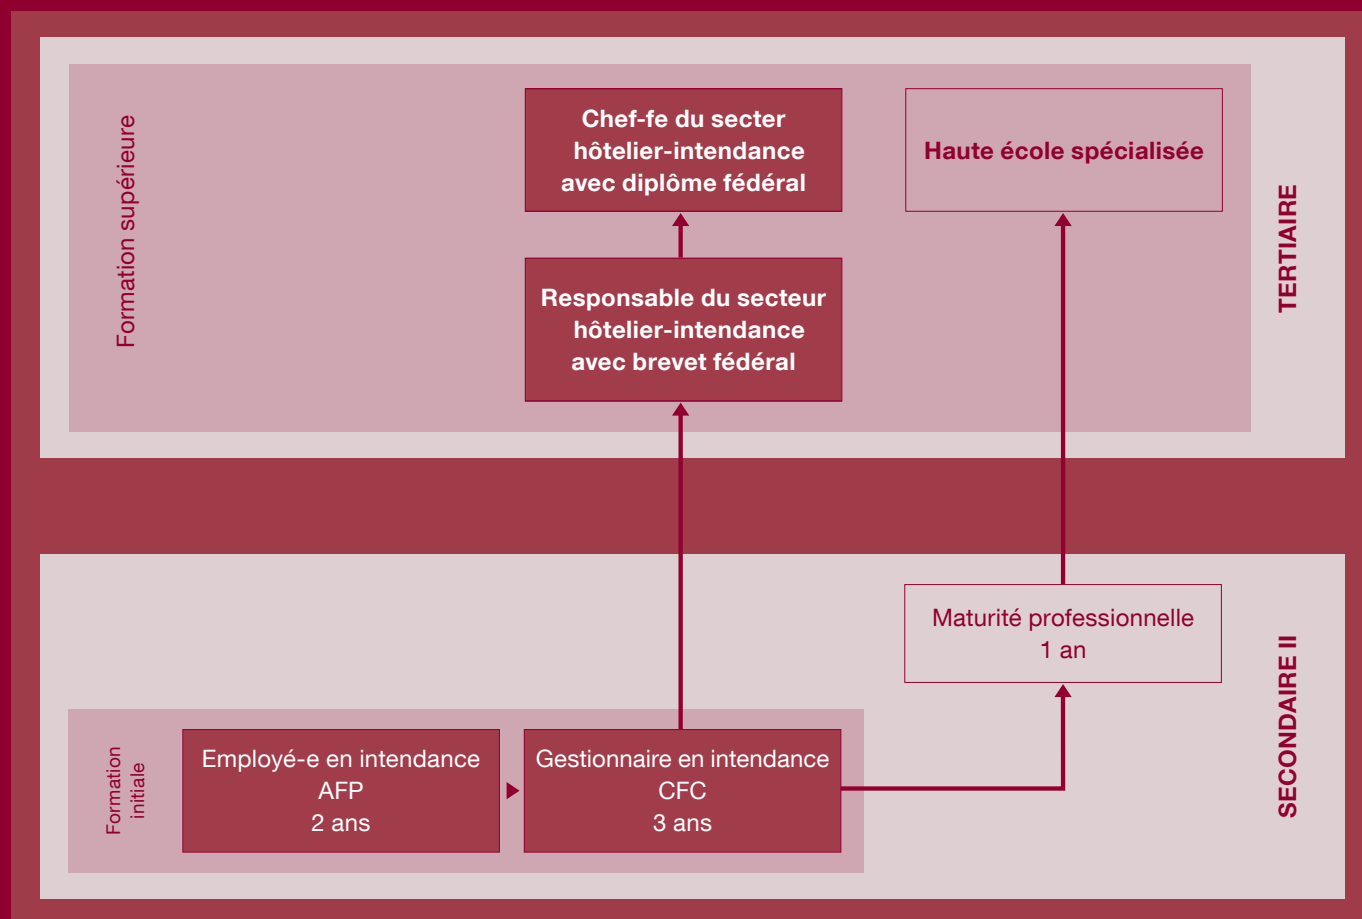 Formation supérieure
Chef-fe du secter
hôtelier-intendance
avec diplôme fédéral
Haute école spécialisée
Responsable du secteur
hôtelier-intendance
avec brevet fédéral
TERTIAIRE
Maturité professionnelle
1 an
SECONDAIRE II
Formation
initiale
Employé-e en intendance
AFP
2 ans
Gestionnaire en intendance
CFC
3 ans